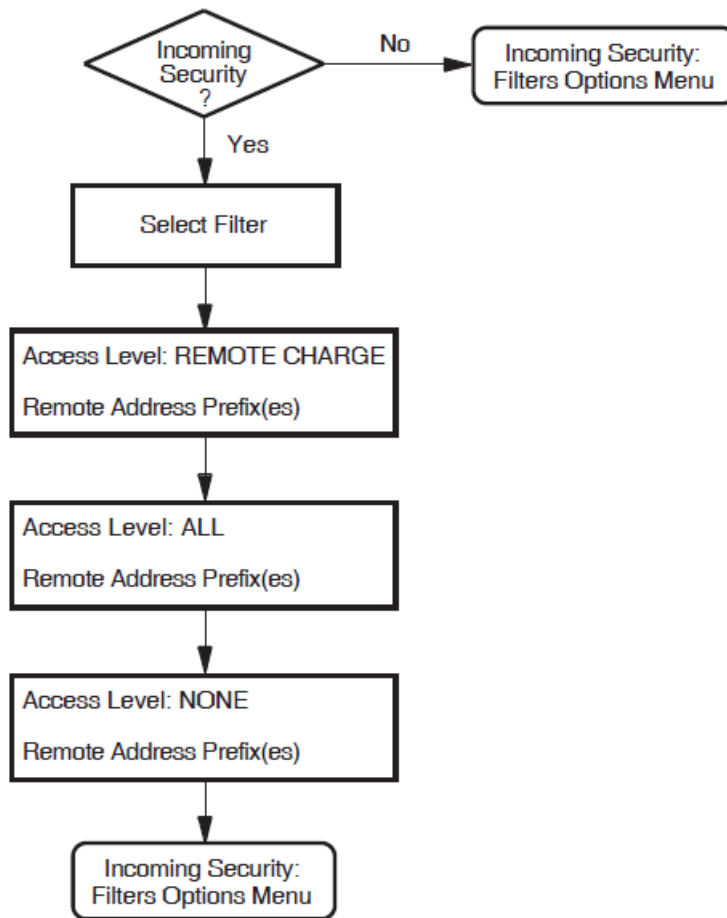 Incoming
Security
?
No
Incoming Security:
Filters Options Menu
Yes
Select Filter
Access Level: REMOTE CHARGE
Remote Address Prefix(es)
Access Level: ALL
Remote Address Prefix(es)
Access Level: NONE
Remote Address Prefix(es)
Incoming Security:
Filters Options Menu